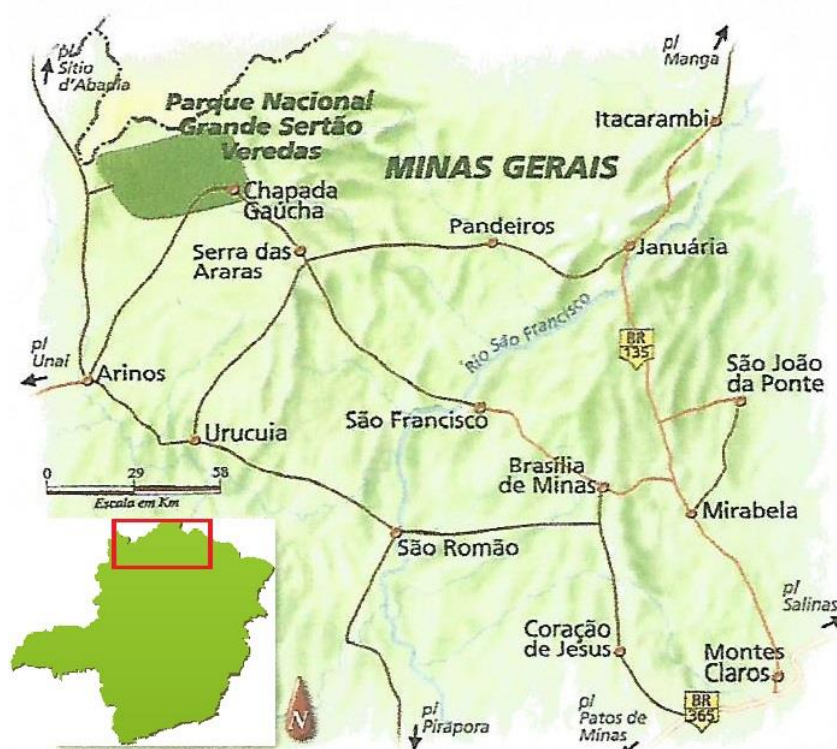 p/
Sítio
d'Abadia
p/
Manga
Parque Nacional
Grande Sertão
Veredas
Itacarambi
MINAS GERAIS
Chapada
Gaúcha
Pandeiros
Serra das
Araras
Januária
Rio São Francisco
BR
135
p/
Unaí
Arinos
São João
da Ponte
São Francisco
Urucuia
Brasília
de Minas
0 29 58
Escala em Km
Mirabela
São Romão
p/
Salinas
Coração
de Jesus
Montes
Claros
N
p/
Pirapora
p/
Patos de
Minas
BR
365